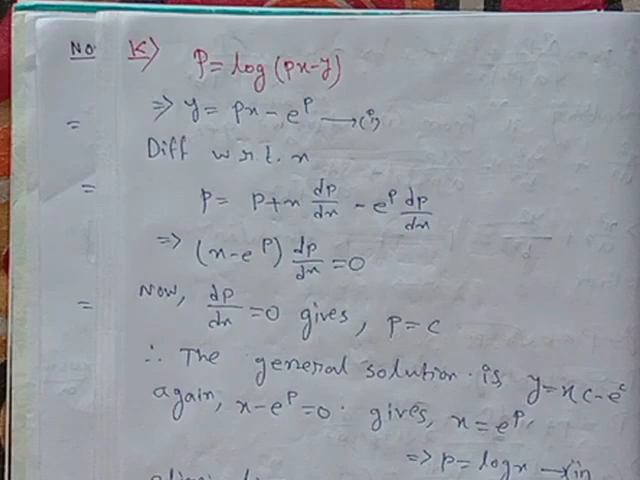 No K) P = log (px-y)
=> y = px - e^p —(i)
Diff w.r.t. x
= p = p+x dp/dx - e^p dp/dx
=> (x-e^p) dp/dx = 0
= Now, dp/dx = 0 gives, p = c
∴ The general solution is y = xc - e^c
again, x-e^p = 0 gives, x = e^p
=> p = log x —(ii)